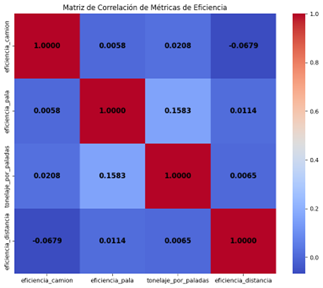 Matriz de Correlación de Métricas de Eficiencia
eficiencia_camion 1.0000 0.0058 0.0208 -0.0679
eficiencia_pala 0.0058 1.0000 0.1583 0.0114
tonelaje_por_paladas 0.0208 0.1583 1.0000 0.0065
eficiencia_distancia -0.0679 0.0114 0.0065 1.0000
eficiencia_camion eficiencia_pala tonelaje_por_paladas eficiencia_distancia
1.0
0.8
0.6
0.4
0.2
0.0